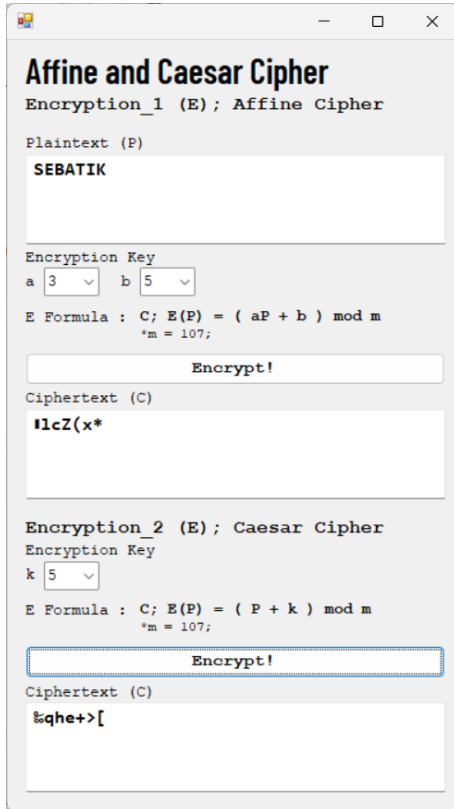 Affine and Caesar Cipher
Encryption_1 (E); Affine Cipher
Plaintext (P)
SEBATIK
Encryption Key
a 3 b 5
E Formula : C; E(P) = ( aP + b ) mod m
*m = 107;
Encrypt!
Ciphertext (C)
lcZ(x*
Encryption_2 (E); Caesar Cipher
Encryption Key
k 5
E Formula : C; E(P) = ( P + k ) mod m
*m = 107;
Encrypt!
Ciphertext (C)
‰qhe+>[